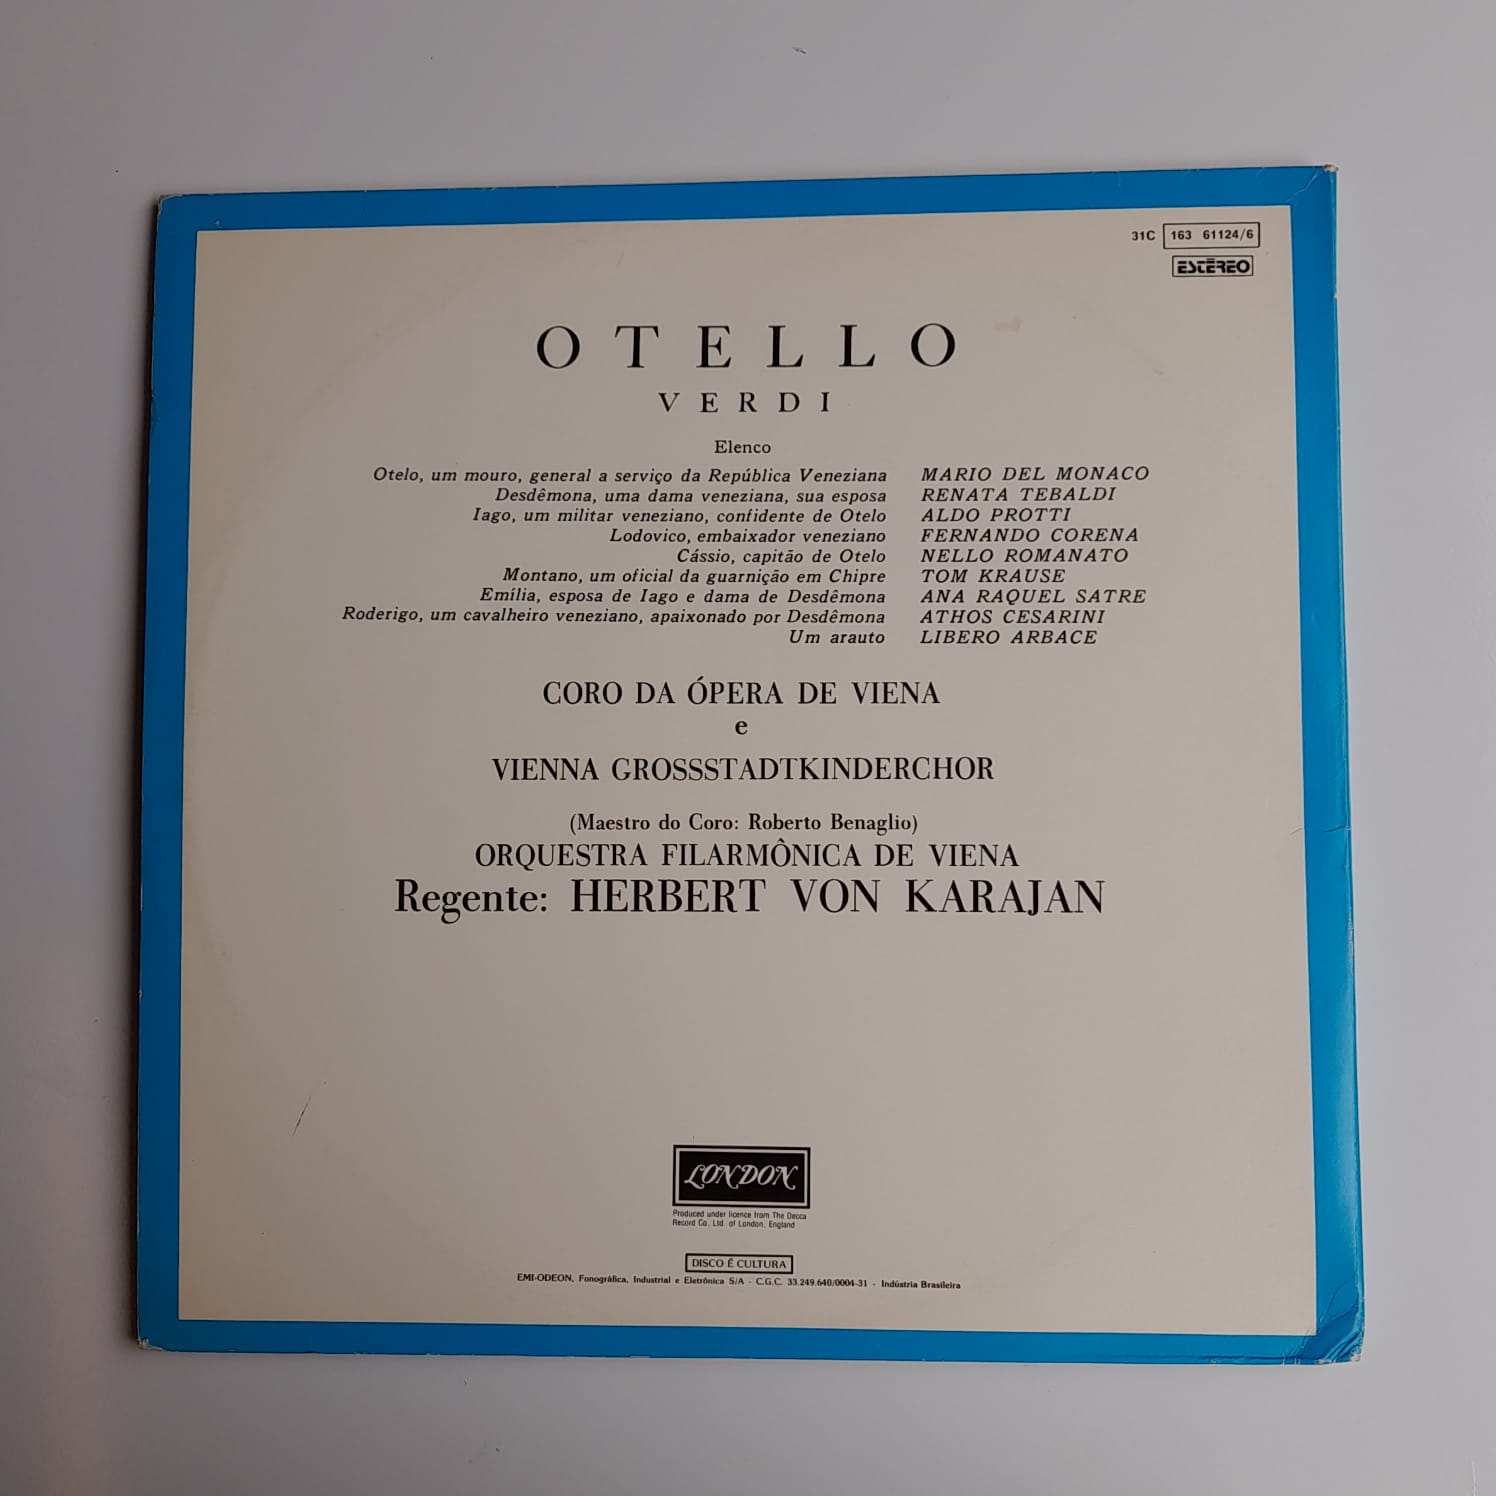 31C 163 61124/6
ESTÉREO
OTELLO
VERDI
Elenco
Otelo, um mouro, general a serviço da República Veneziana MARIO DEL MONACO
Desdêmona, uma dama veneziana, sua esposa RENATA TEBALDI
Iago, um militar veneziano, confidente de Otelo ALDO PROTTI
Lodovico, embaixador veneziano FERNANDO CORENA
Cássio, capitão de Otelo NELLO ROMANATO
Montano, um oficial da guarnição em Chipre TOM KRAUSE
Emília, esposa de Iago e dama de Desdêmona ANA RAQUEL SATRE
Roderigo, um cavalheiro veneziano, apaixonado por Desdêmona ATHOS CESARINI
Um arauto LIBERO ARBACE
CORO DA ÓPERA DE VIENA
e
VIENNA GROSSSTADTKINDERCHOR
(Maestro do Coro: Roberto Benaglio)
ORQUESTRA FILARMÔNICA DE VIENA
Regente: HERBERT VON KARAJAN
LONDON
Produced under licence from The Decca
Record Co. Ltd. of London, England
DISCO É CULTURA
EMI-ODEON, Fonográfica, Industrial e Eletrônica S/A - C.G.C. 33.249.640/0004-31 - Indústria Brasileira